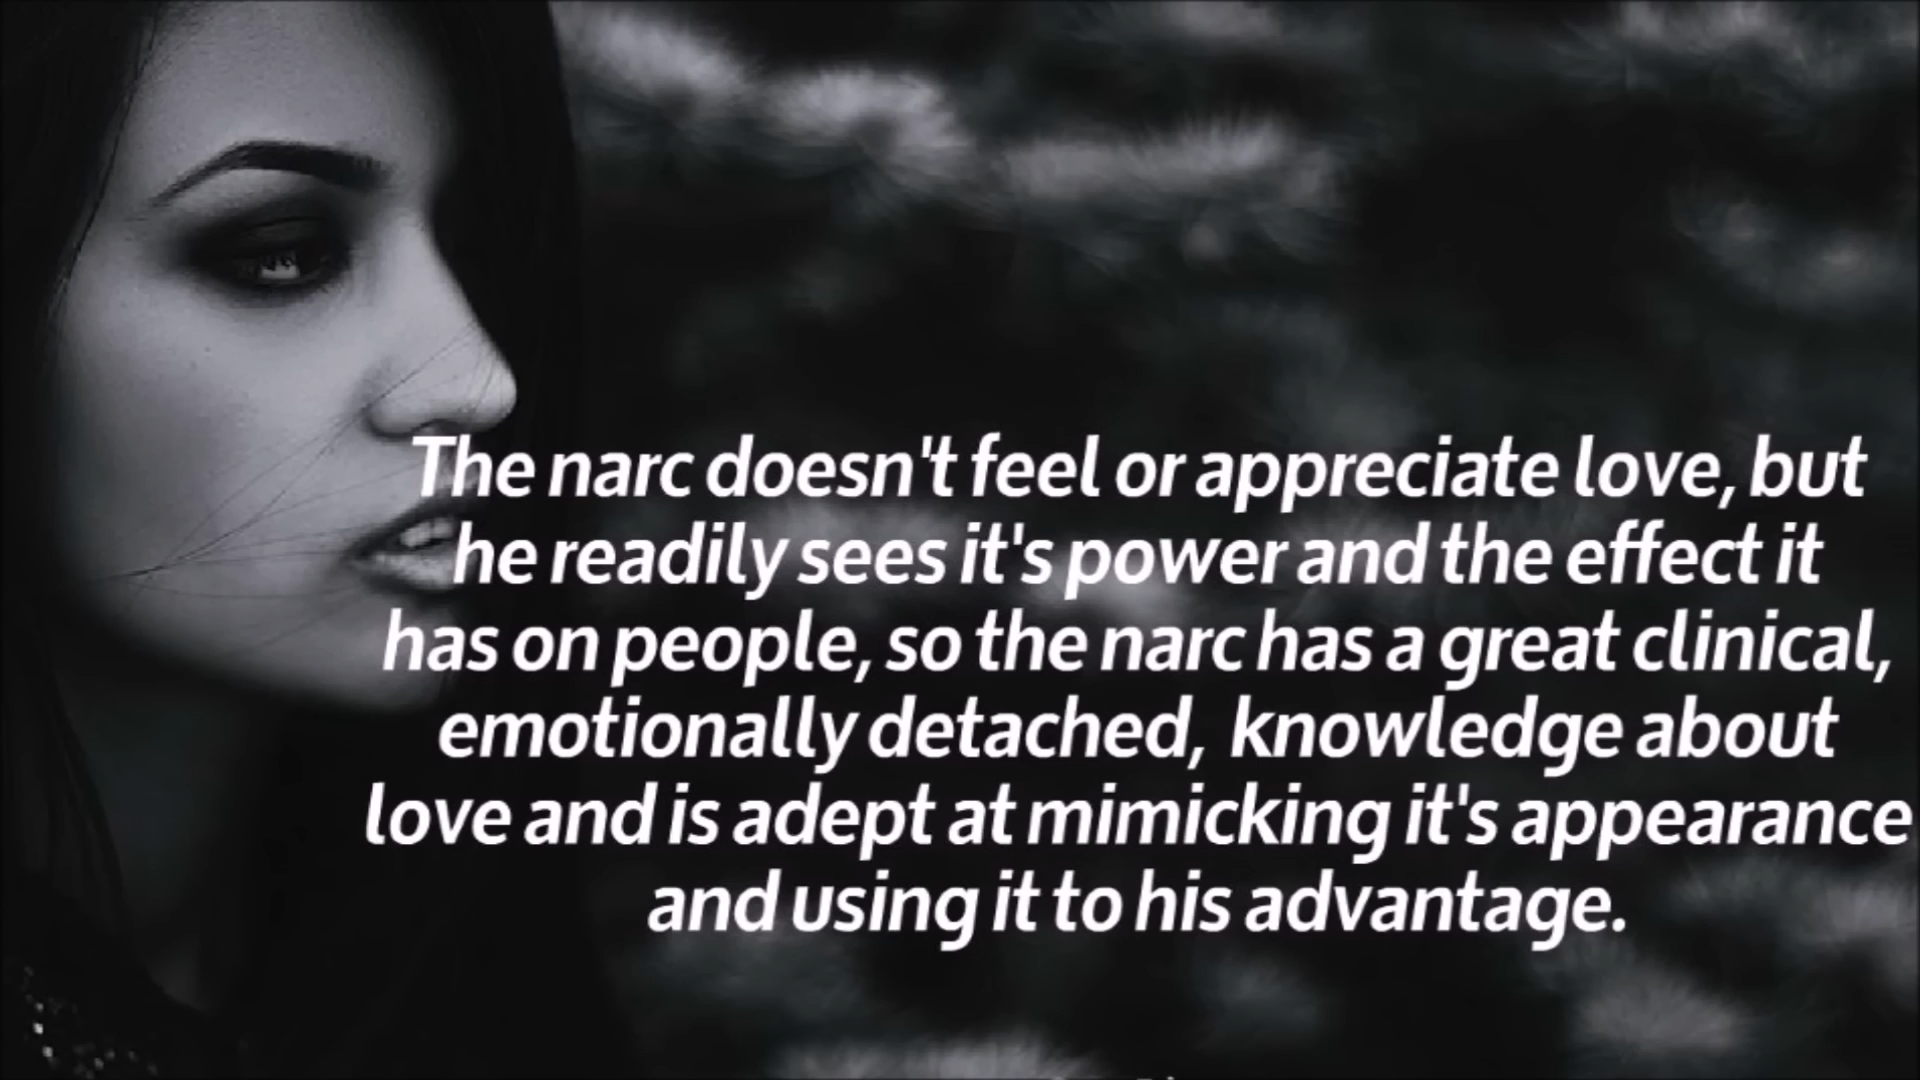 The narc doesn't feel or appreciate love, but
he readily sees it's power and the effect it
has on people, so the narc has a great clinical,
emotionally detached, knowledge about
love and is adept at mimicking it's appearance
and using it to his advantage.